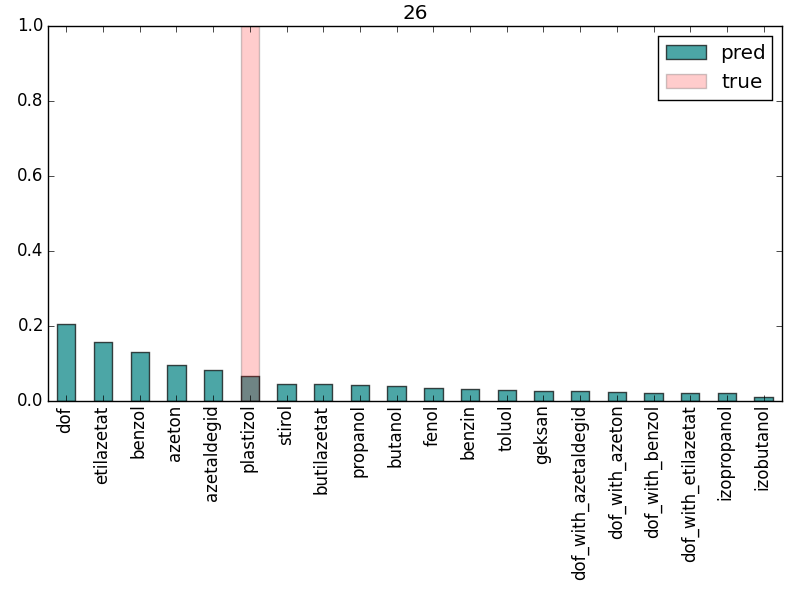 26
pred
true
1.0
0.8
0.6
0.4
0.2
0.0
dof
etilazetat
benzol
azeton
azetaldegid
plastizol
stirol
butilazetat
propanol
butanol
fenol
benzin
toluol
geksan
dof_with_azetaldegid
dof_with_azeton
dof_with_benzol
dof_with_etilazetat
izopropanol
izobutanol